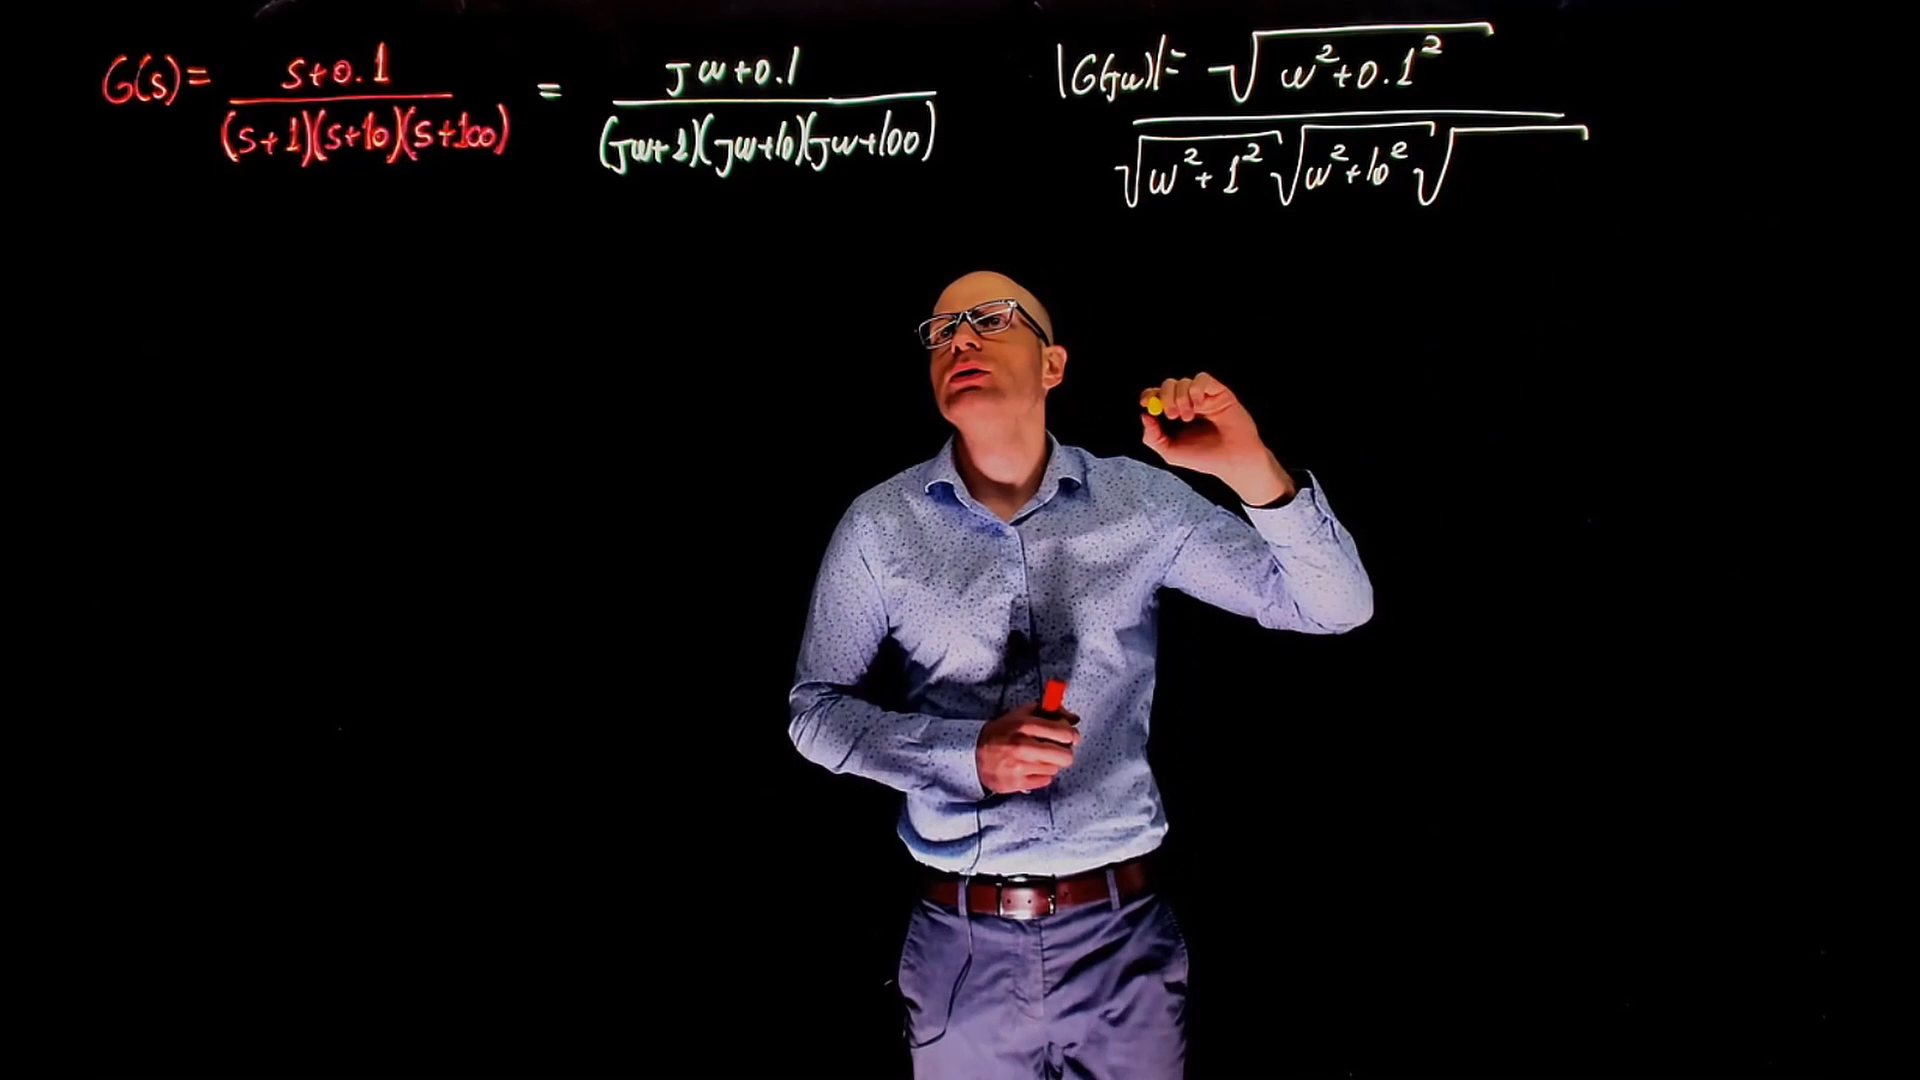 G(s) = s+0.1 / (s+1)(s+10)(s+100) = jω+0.1 / (jω+1)(jω+10)(jω+100)
|G(jω)| = √(ω²+0.1²) / √(ω²+1²) √(ω²+10²) √